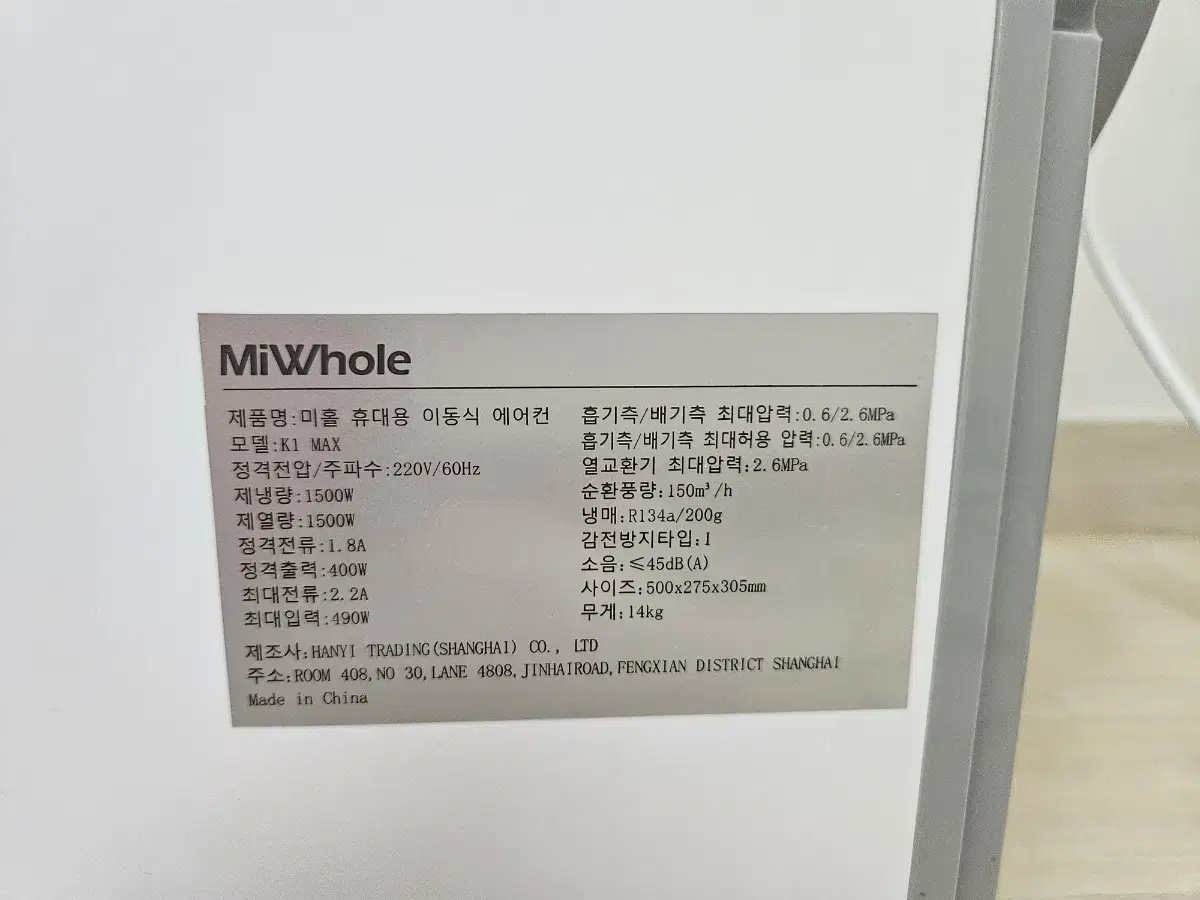 MiWhole
제품명:미홀 휴대용 이동식 에어컨
모델:K1 MAX
정격전압/주파수:220V/60Hz
제냉량:1500W
제열량:1500W
정격전류:1.8A
정격출력:400W
최대전류:2.2A
최대입력:490W
흡기측/배기측 최대압력:0.6/2.6MPa
흡기측/배기측 최대허용 압력:0.6/2.6MPa
열교환기 최대압력:2.6MPa
순환풍량:150m³/h
냉매:R134a/200g
감전방지타입:I
소음:≤45dB(A)
사이즈:500x275x305mm
무게:14kg
제조사:HANYI TRADING(SHANGHAI) CO., LTD
주소:ROOM 408,NO 30,LANE 4808,JINHAIROAD,FENGXIAN DISTRICT SHANGHAI
Made in China